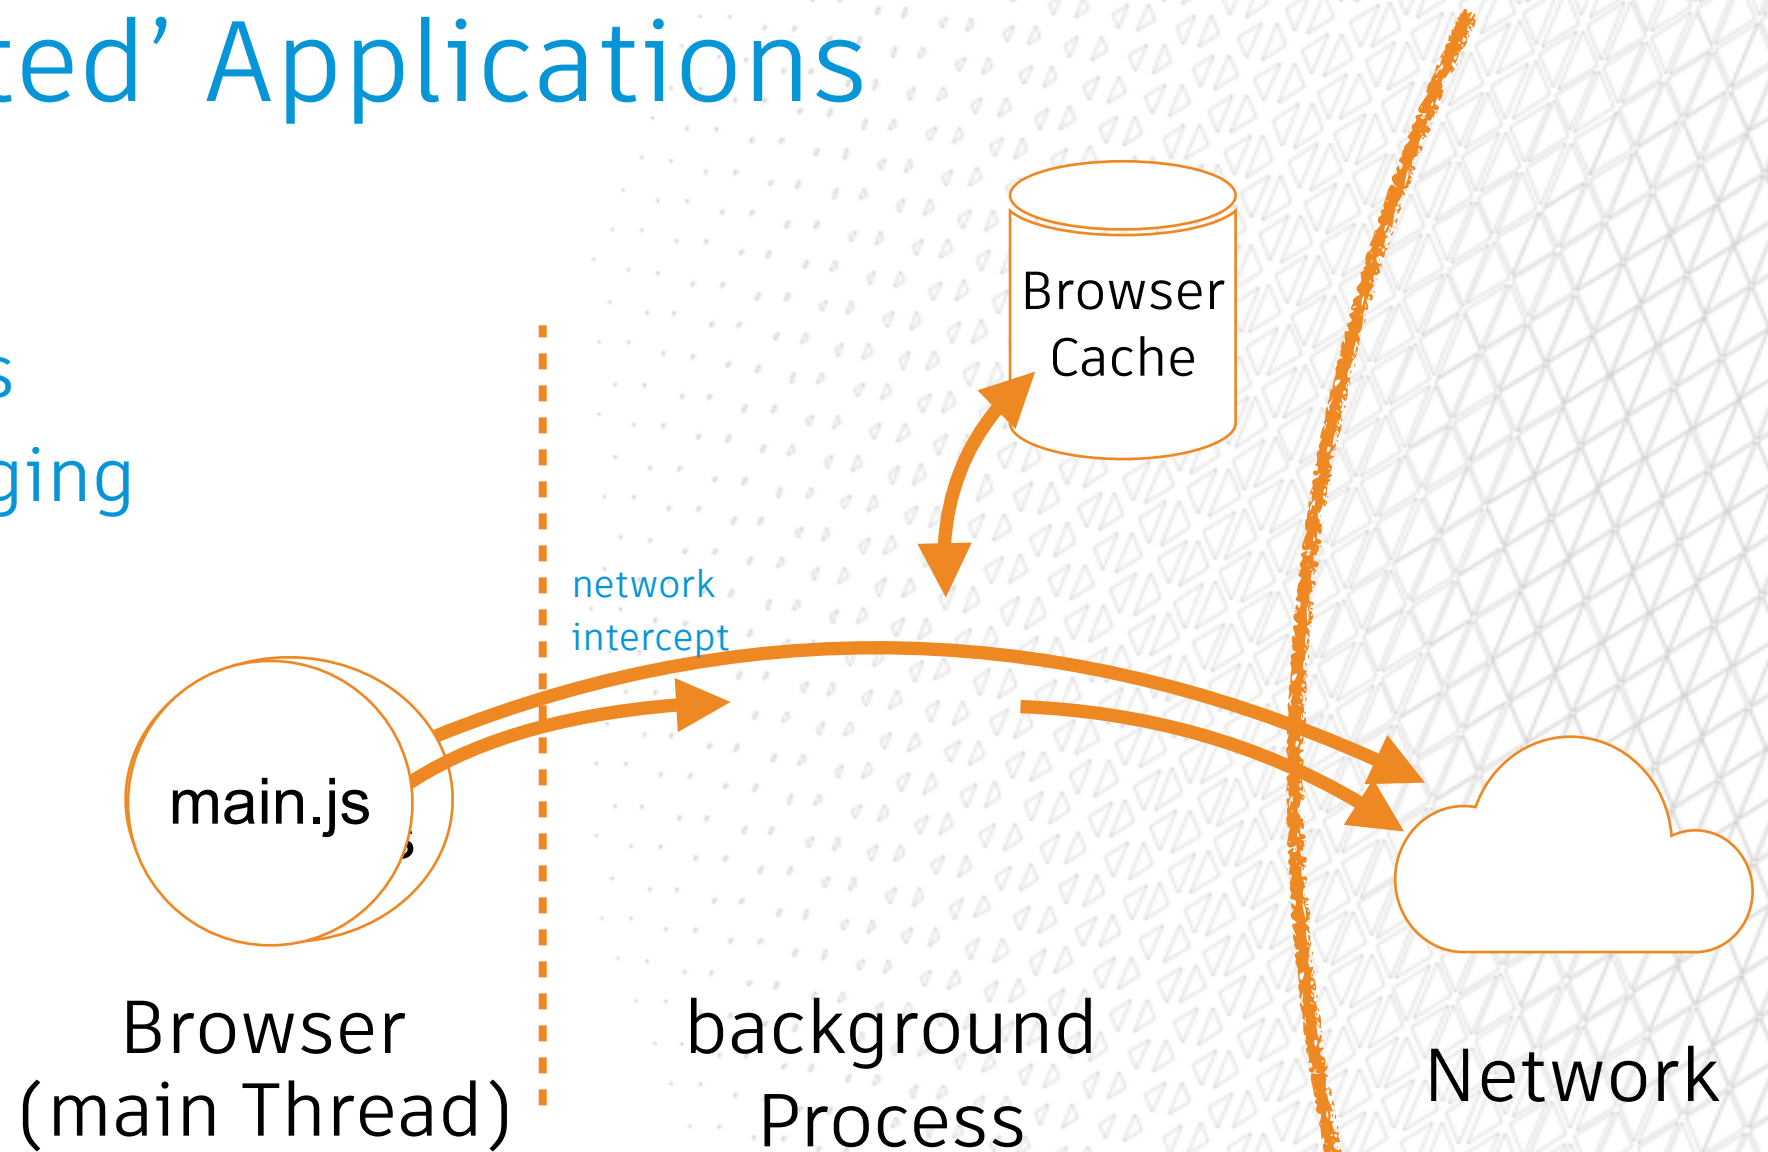 ted’ Applications
s
ging
Browser
Cache
network
intercept
main.js
s
Browser
(main Thread)
background
Process
Network